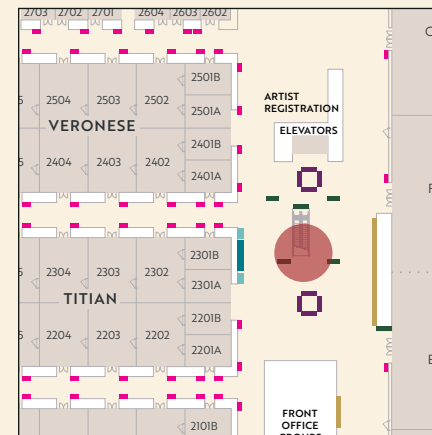 2703 2702 2701 2604 2603 2602
2501B
2504 2503 2502
2501A
ARTIST
REGISTRATION
VERONESE
ELEVATORS
2401B
2404 2403 2402
2401A
2301B
2304 2303 2302
2301A
TITIAN
2201B
2204 2203 2202
2201A
FRONT
OFFICE
2101B